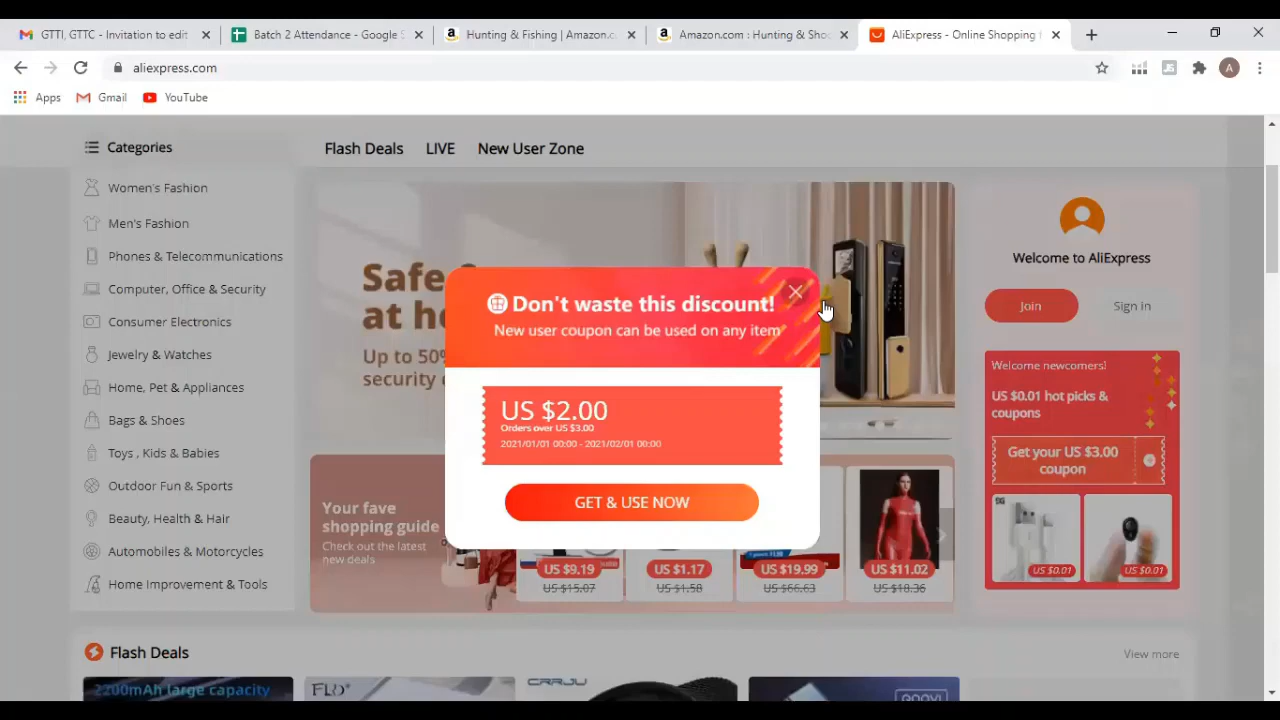 GTTI, GTTC - Invitation to edit
Batch 2 Attendance - Google S
Hunting & Fishing | Amazon.c
Amazon.com : Hunting & Shoo
AliExpress - Online Shopping f
aliexpress.com
A
Apps
Gmail
YouTube
Categories
Flash Deals
LIVE
New User Zone
Women's Fashion
Men's Fashion
Phones & Telecommunications
Computer, Office & Security
Consumer Electronics
Jewelry & Watches
Home, Pet & Appliances
Bags & Shoes
Toys , Kids & Babies
Outdoor Fun & Sports
Beauty, Health & Hair
Automobiles & Motorcycles
Home Improvement & Tools
Safe
at ho
Up to 50%
security
Don't waste this discount!
New user coupon can be used on any item
US $2.00
Orders over US $3.00
2021/01/01 00:00 - 2021/02/01 00:00
GET & USE NOW
Your fave
shopping guide
Check out the latest
new deals
US $9.19
US $15.07
US $1.17
US $1.58
US $19.99
US $66.63
US $11.02
US $18.36
Welcome to AliExpress
Join
Sign in
Welcome newcomers!
US $0.01 hot picks &
coupons
Get your US $3.00
coupon
US $0.01
US $0.01
Flash Deals
View more
2200mAh large capacity